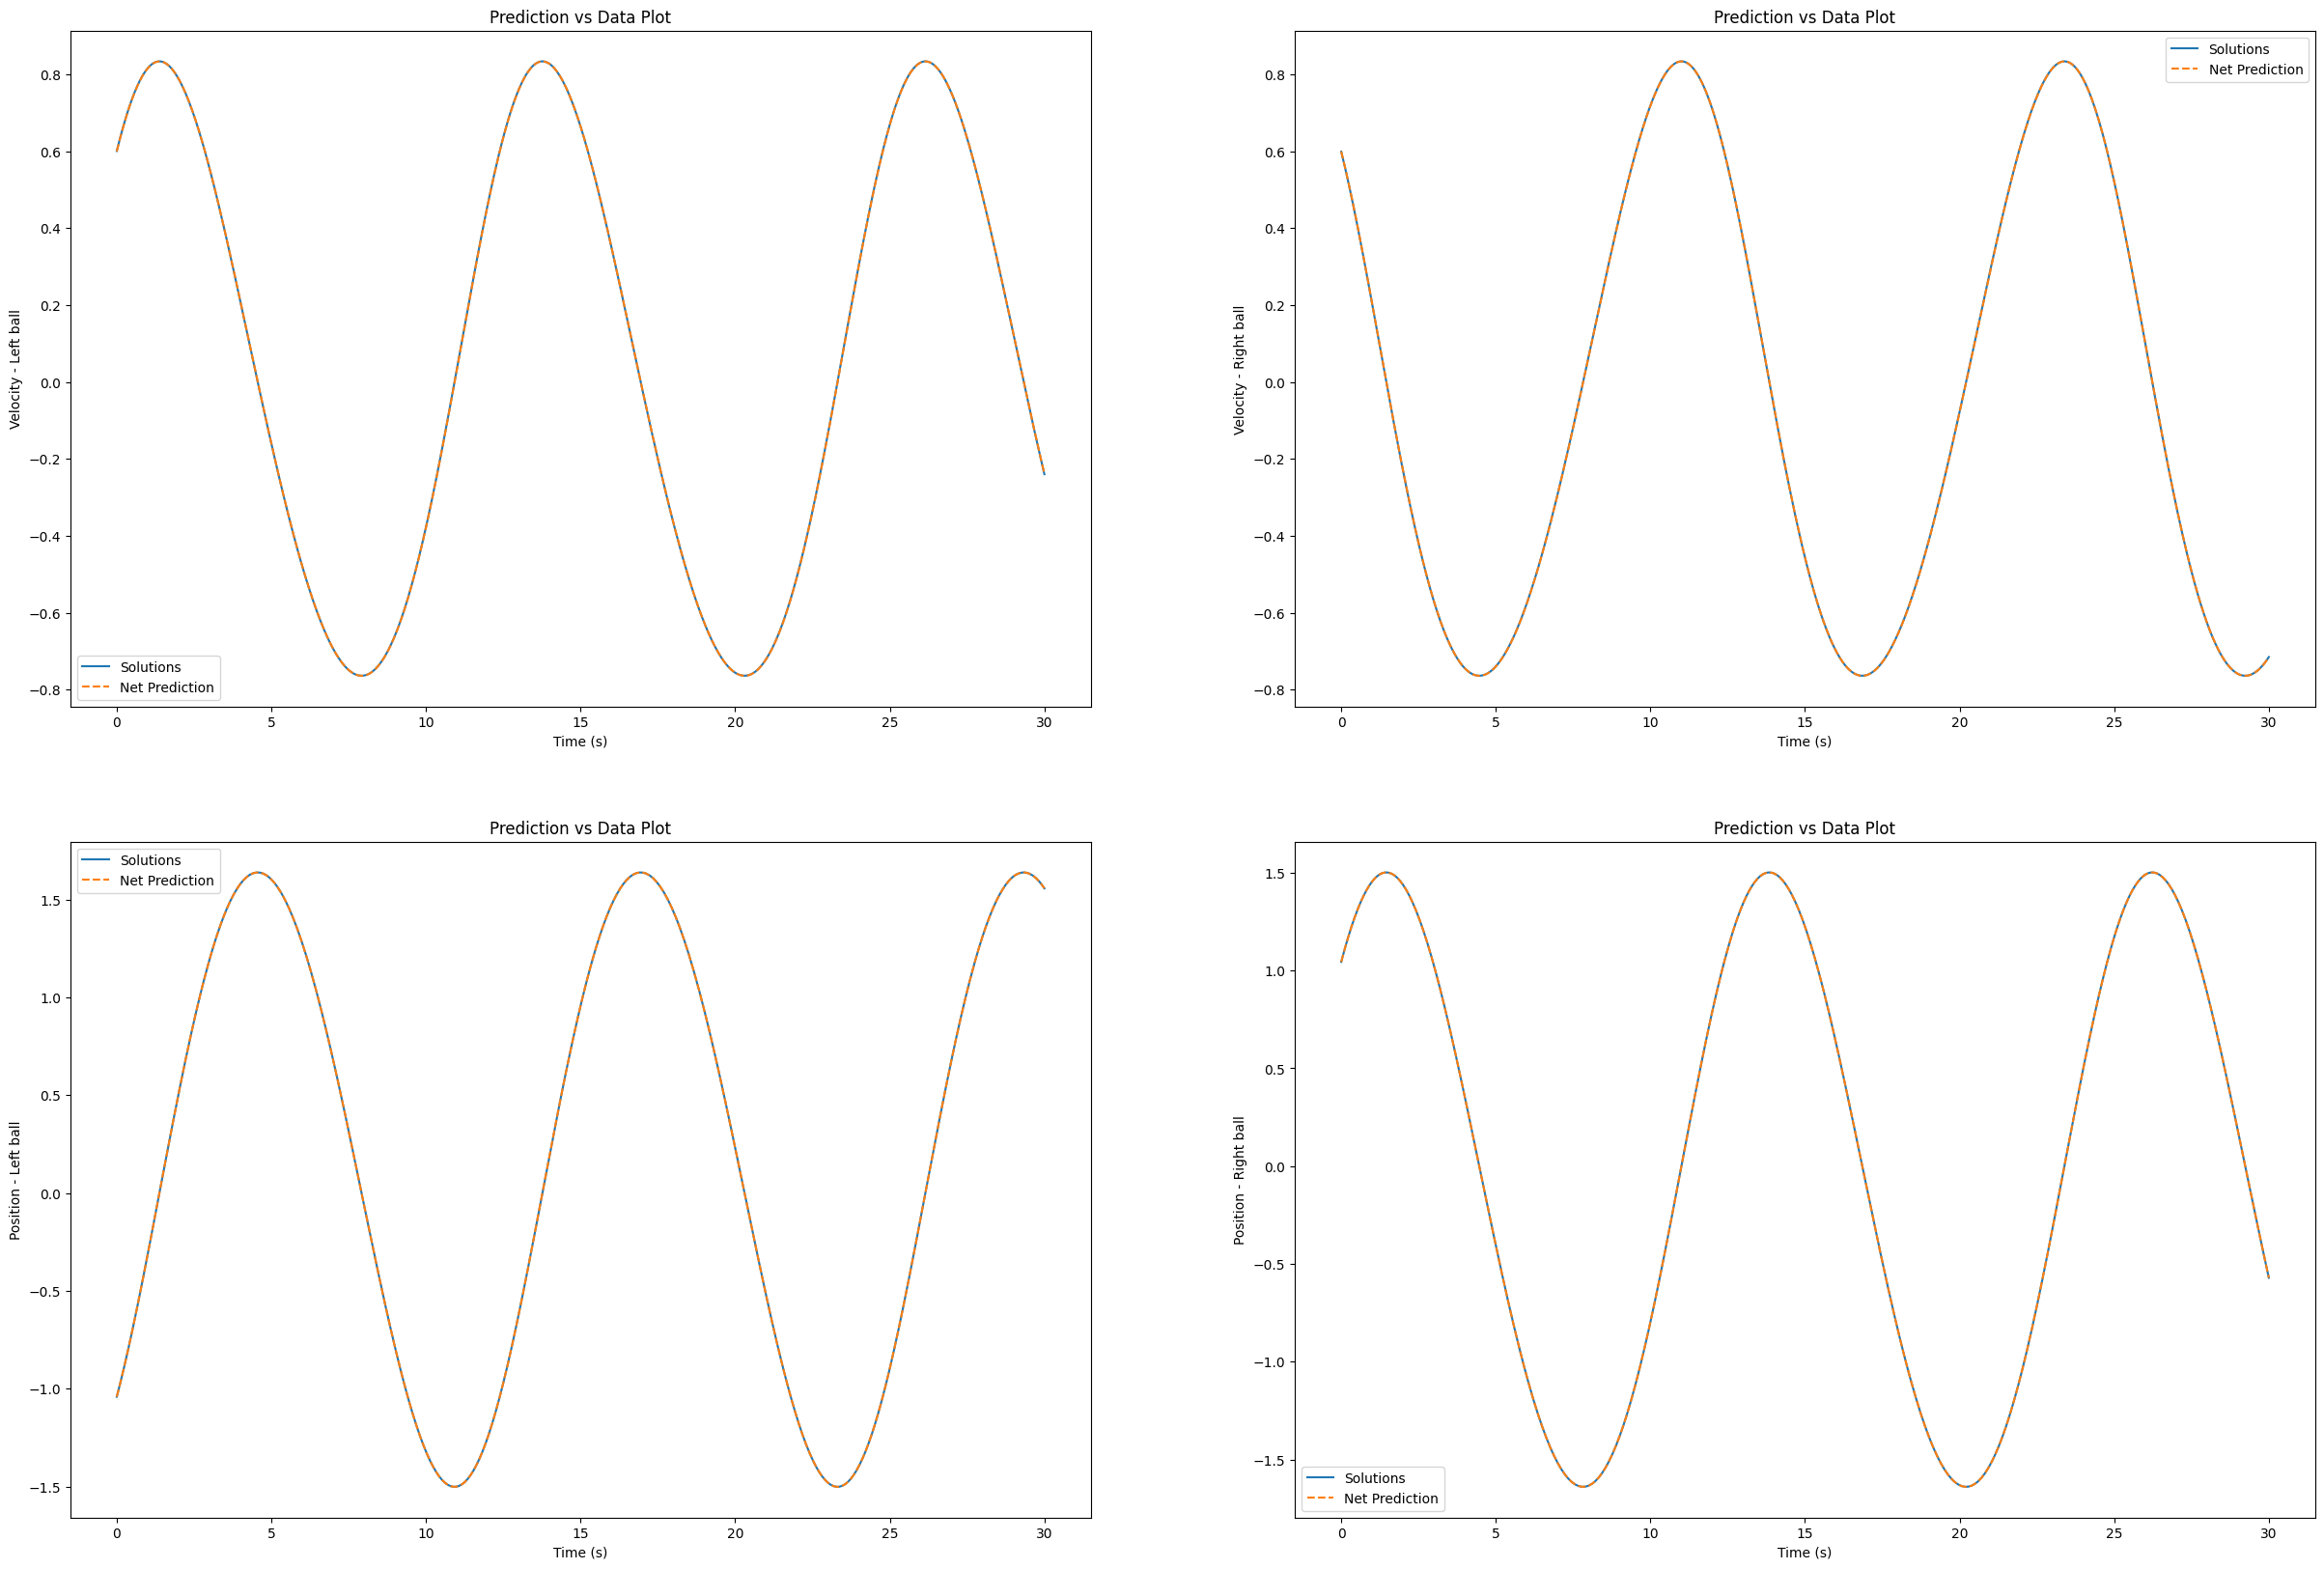 Prediction vs Data Plot
Velocity - Left ball
0.8
0.6
0.4
0.2
0.0
−0.2
−0.4
−0.6
−0.8
Solutions
Net Prediction
0 5 10 15 20 25 30
Time (s)
Prediction vs Data Plot
Solutions
Net Prediction
Velocity - Right ball
0.8
0.6
0.4
0.2
0.0
−0.2
−0.4
−0.6
−0.8
0 5 10 15 20 25 30
Time (s)
Prediction vs Data Plot
Solutions
Net Prediction
Position - Left ball
1.5
1.0
0.5
0.0
−0.5
−1.0
−1.5
0 5 10 15 20 25 30
Time (s)
Prediction vs Data Plot
Position - Right ball
1.5
1.0
0.5
0.0
−0.5
−1.0
−1.5
Solutions
Net Prediction
0 5 10 15 20 25 30
Time (s)